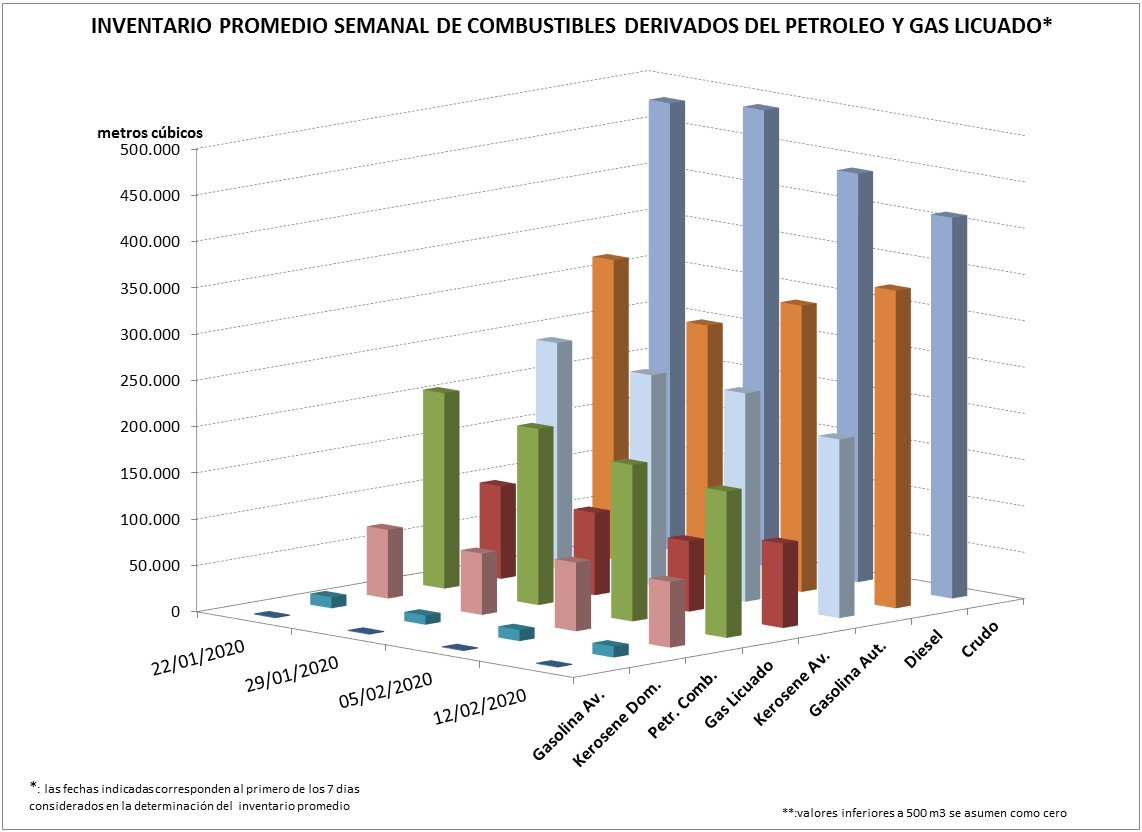 INVENTARIO PROMEDIO SEMANAL DE COMBUSTIBLES DERIVADOS DEL PETROLEO Y GAS LICUADO*
metros cúbicos
500.000
450.000
400.000
350.000
300.000
250.000
200.000
150.000
100.000
50.000
0
22/01/2020
29/01/2020
05/02/2020
12/02/2020
Gasolina Av.
Kerosene Dom.
Petr. Comb.
Gas Licuado
Kerosene Av.
Gasolina Aut.
Diesel
Crudo
*: las fechas indicadas corresponden al primero de los 7 dias
considerados en la determinación del inventario promedio
**:valores inferiores a 500 m3 se asumen como cero